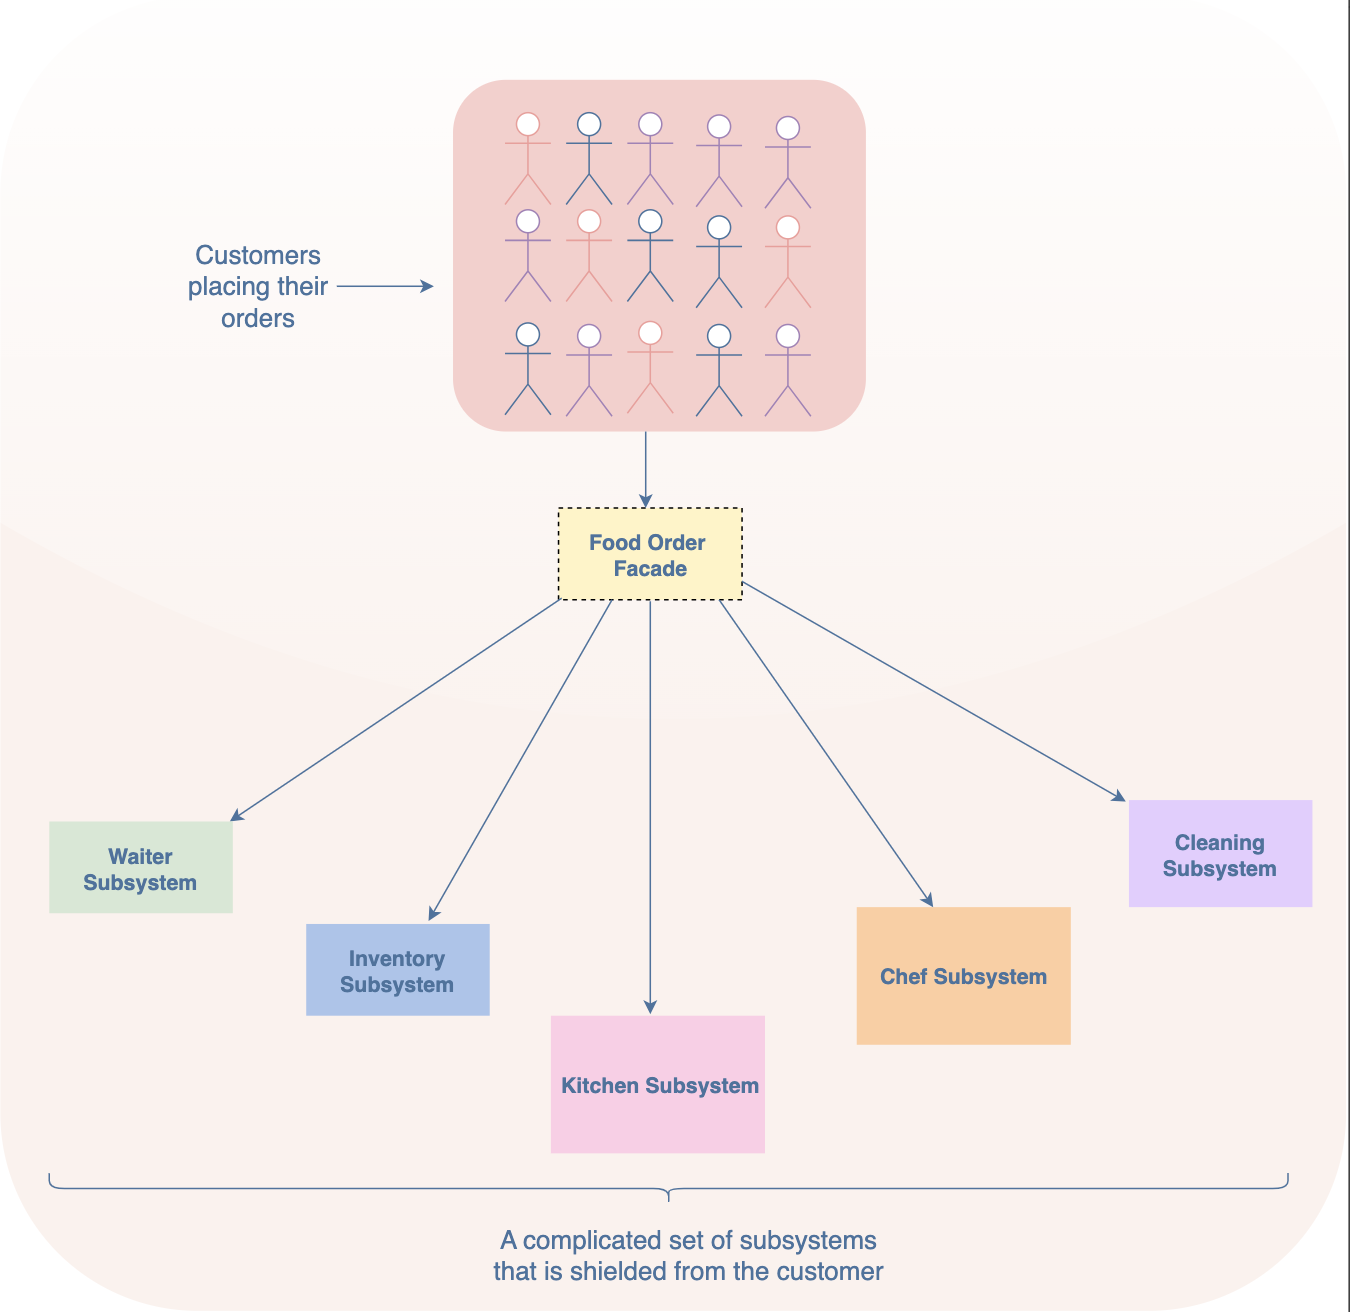 Customers
placing their
orders
Food Order
Facade
Waiter
Subsystem
Inventory
Subsystem
Kitchen Subsystem
Chef Subsystem
Cleaning
Subsystem
A complicated set of subsystems
that is shielded from the customer